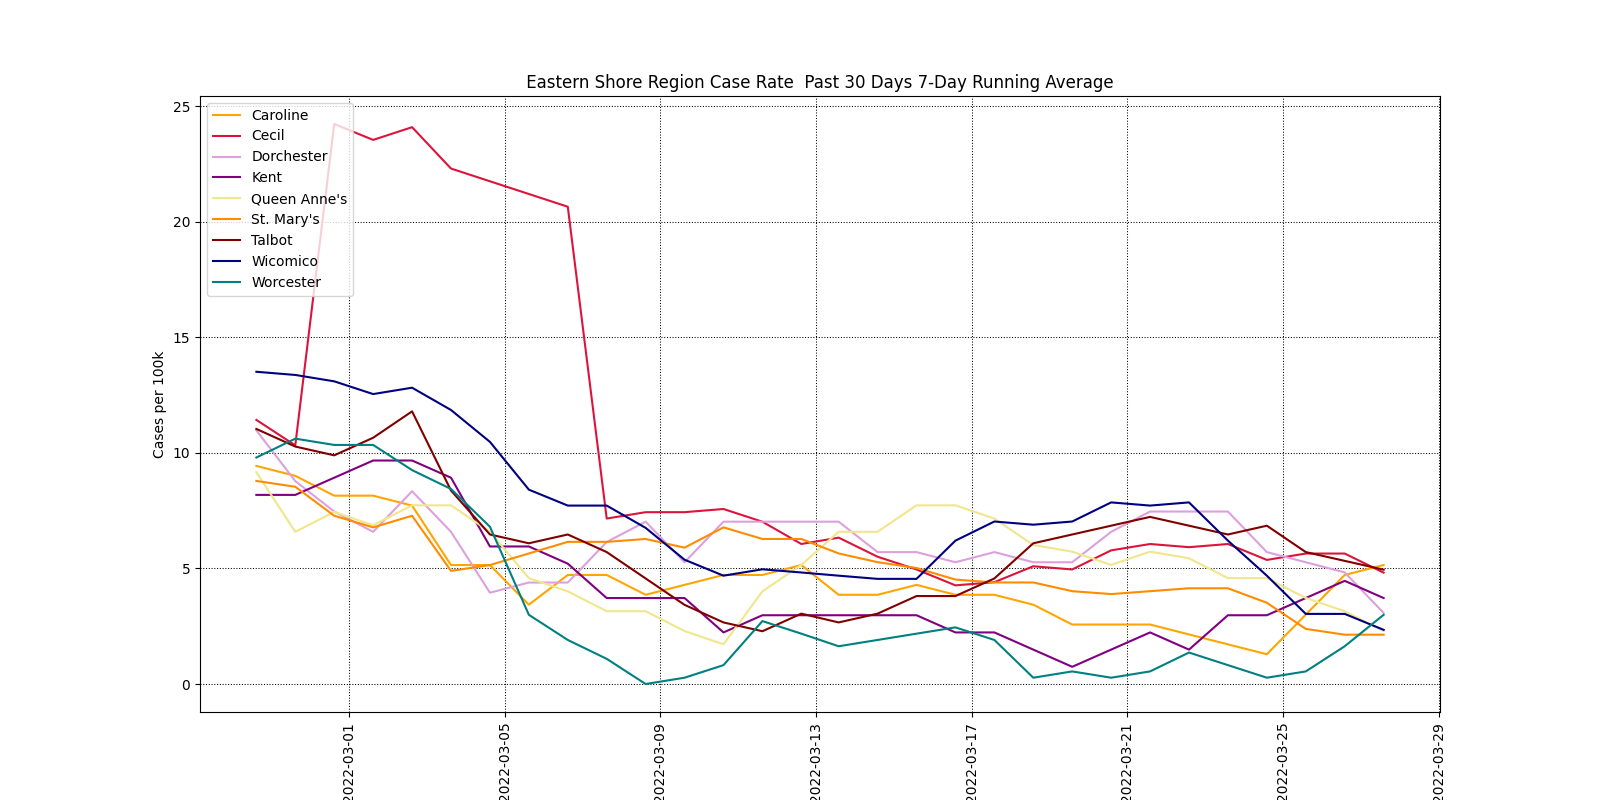 Eastern Shore Region Case Rate  Past 30 Days 7-Day Running Average
25
20
15
10
5
0
Cases per 100k
Caroline
Cecil
Dorchester
Kent
Queen Anne's
St. Mary's
Talbot
Wicomico
Worcester
2022-03-01
2022-03-05
2022-03-09
2022-03-13
2022-03-17
2022-03-21
2022-03-25
2022-03-29